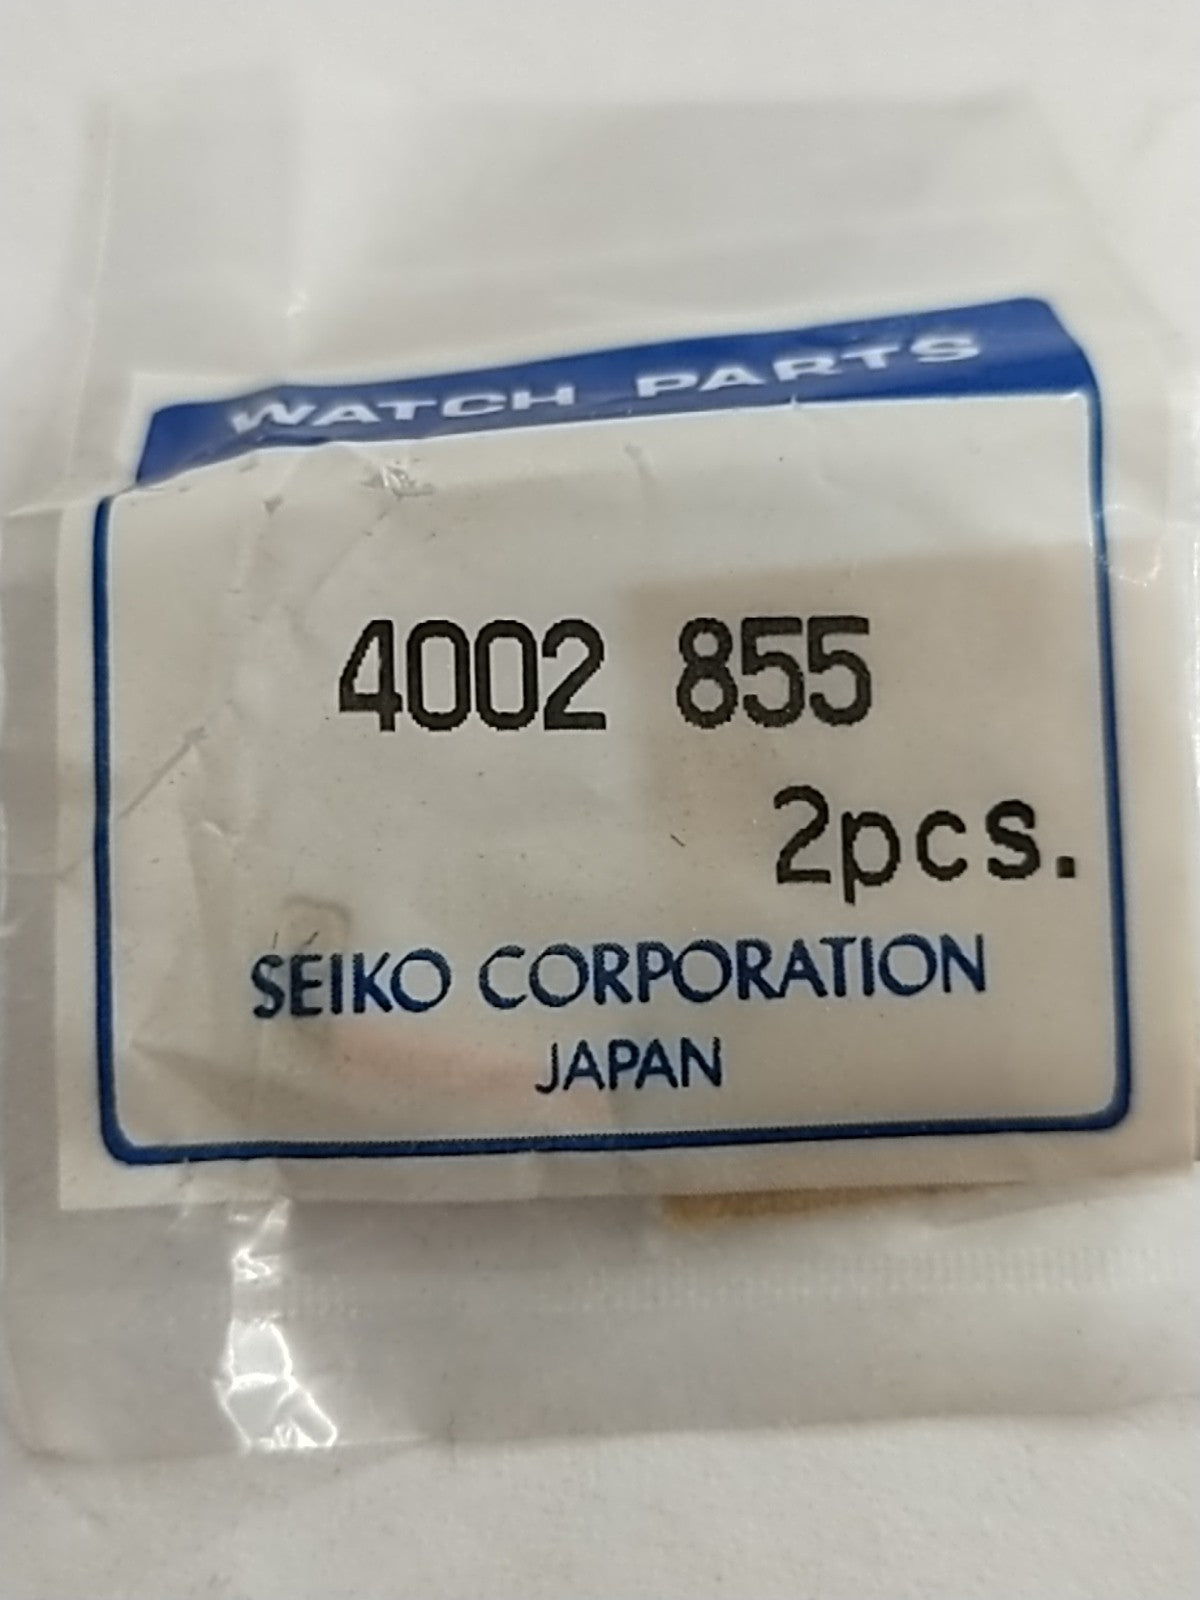 WATCH PARTS
4002 855
2pcs.
SEIKO CORPORATION
JAPAN